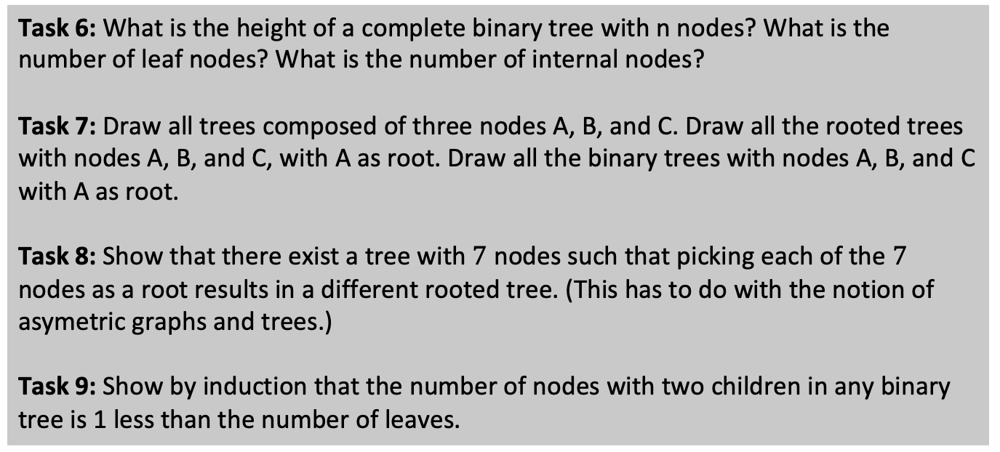 Task 6: What is the height of a complete binary tree with n nodes? What is the
number of leaf nodes? What is the number of internal nodes?
Task 7: Draw all trees composed of three nodes A, B, and C. Draw all the rooted trees
with nodes A, B, and C, with A as root. Draw all the binary trees with nodes A, B, and C
with A as root.
Task 8: Show that there exist a tree with 7 nodes such that picking each of the 7
nodes as a root results in a different rooted tree. (This has to do with the notion of
asymetric graphs and trees.)
Task 9: Show by induction that the number of nodes with two children in any binary
tree is 1 less than the number of leaves.